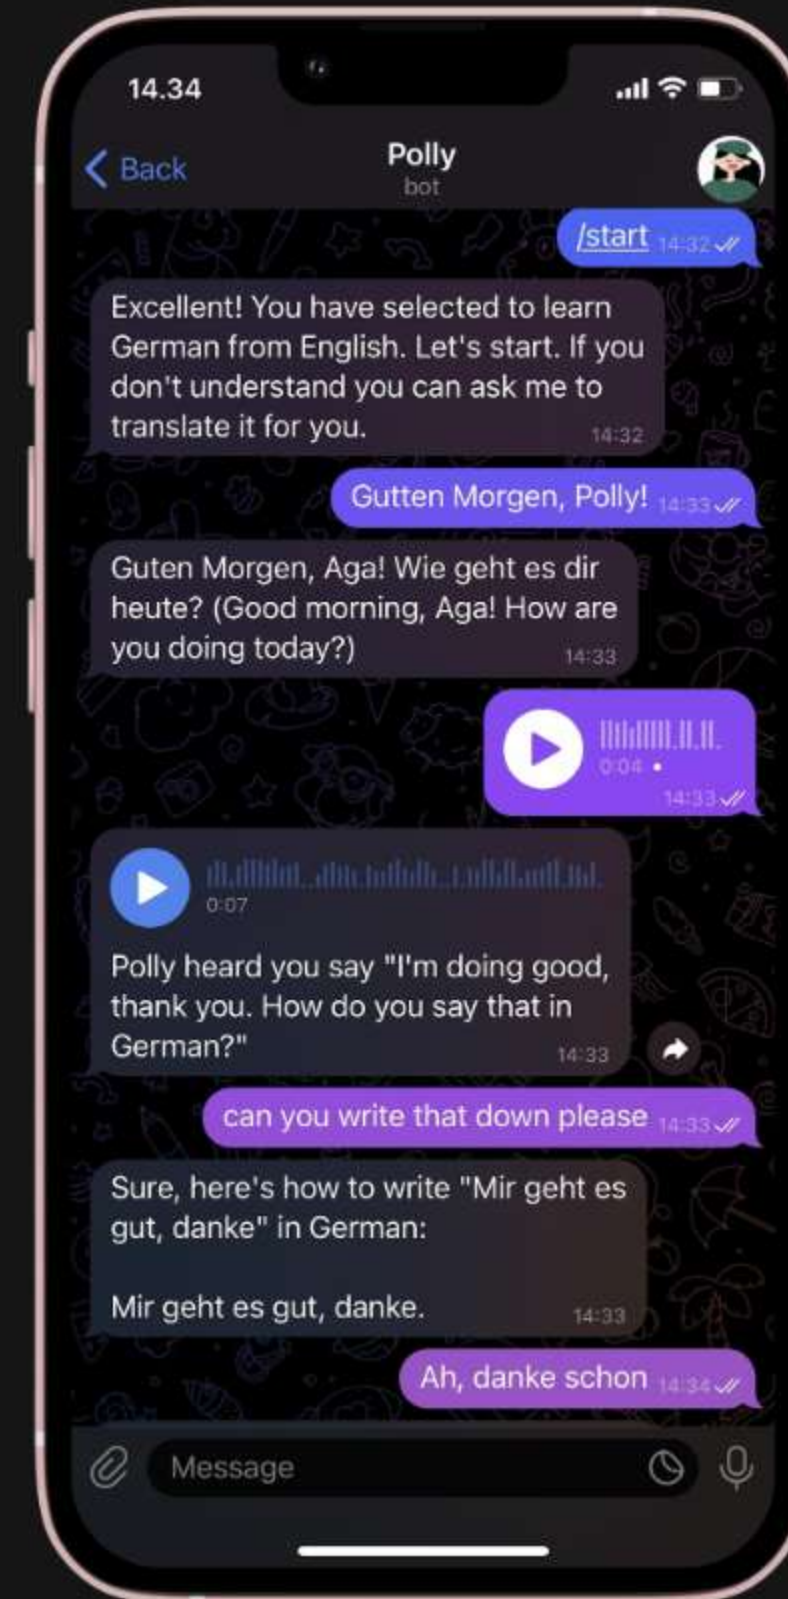 14.34
Back
Polly
bot
/start 14:32
Excellent! You have selected to learn
German from English. Let's start. If you
don't understand you can ask me to
translate it for you. 14:32
Gutten Morgen, Polly! 14:33
Guten Morgen, Aga! Wie geht es dir
heute? (Good morning, Aga! How are
you doing today?) 14:33
0:04
14:33
0:07
Polly heard you say "I'm doing good,
thank you. How do you say that in
German?" 14:33
can you write that down please 14:33
Sure, here's how to write "Mir geht es
gut, danke" in German:
Mir geht es gut, danke. 14:33
Ah, danke schon 14:34
Message